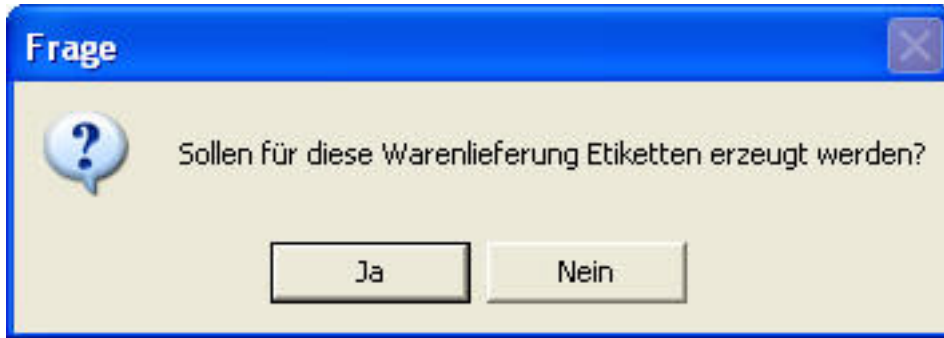 Frage
Sollen für diese Warenlieferung Etiketten erzeugt werden?
Ja
Nein